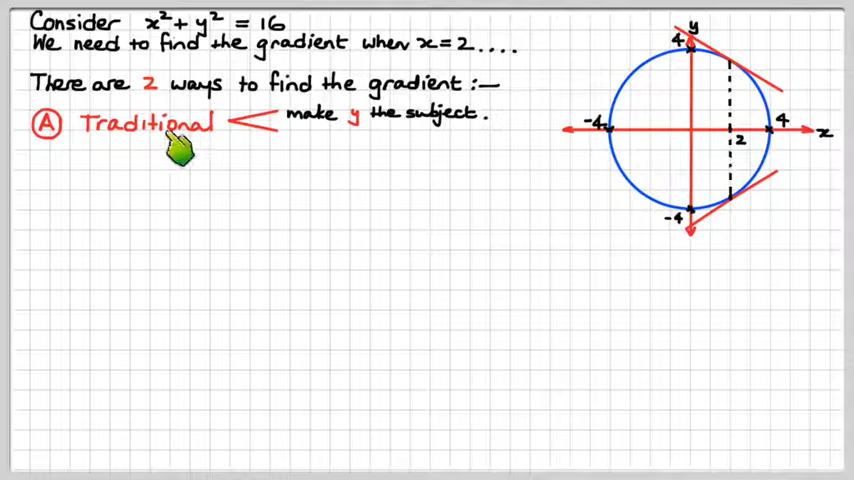 Consider x² + y² = 16
We need to find the gradient when x = 2 ....
There are 2 ways to find the gradient :-
A Traditional make y the subject.
y
4
-4
4
x
2
-4